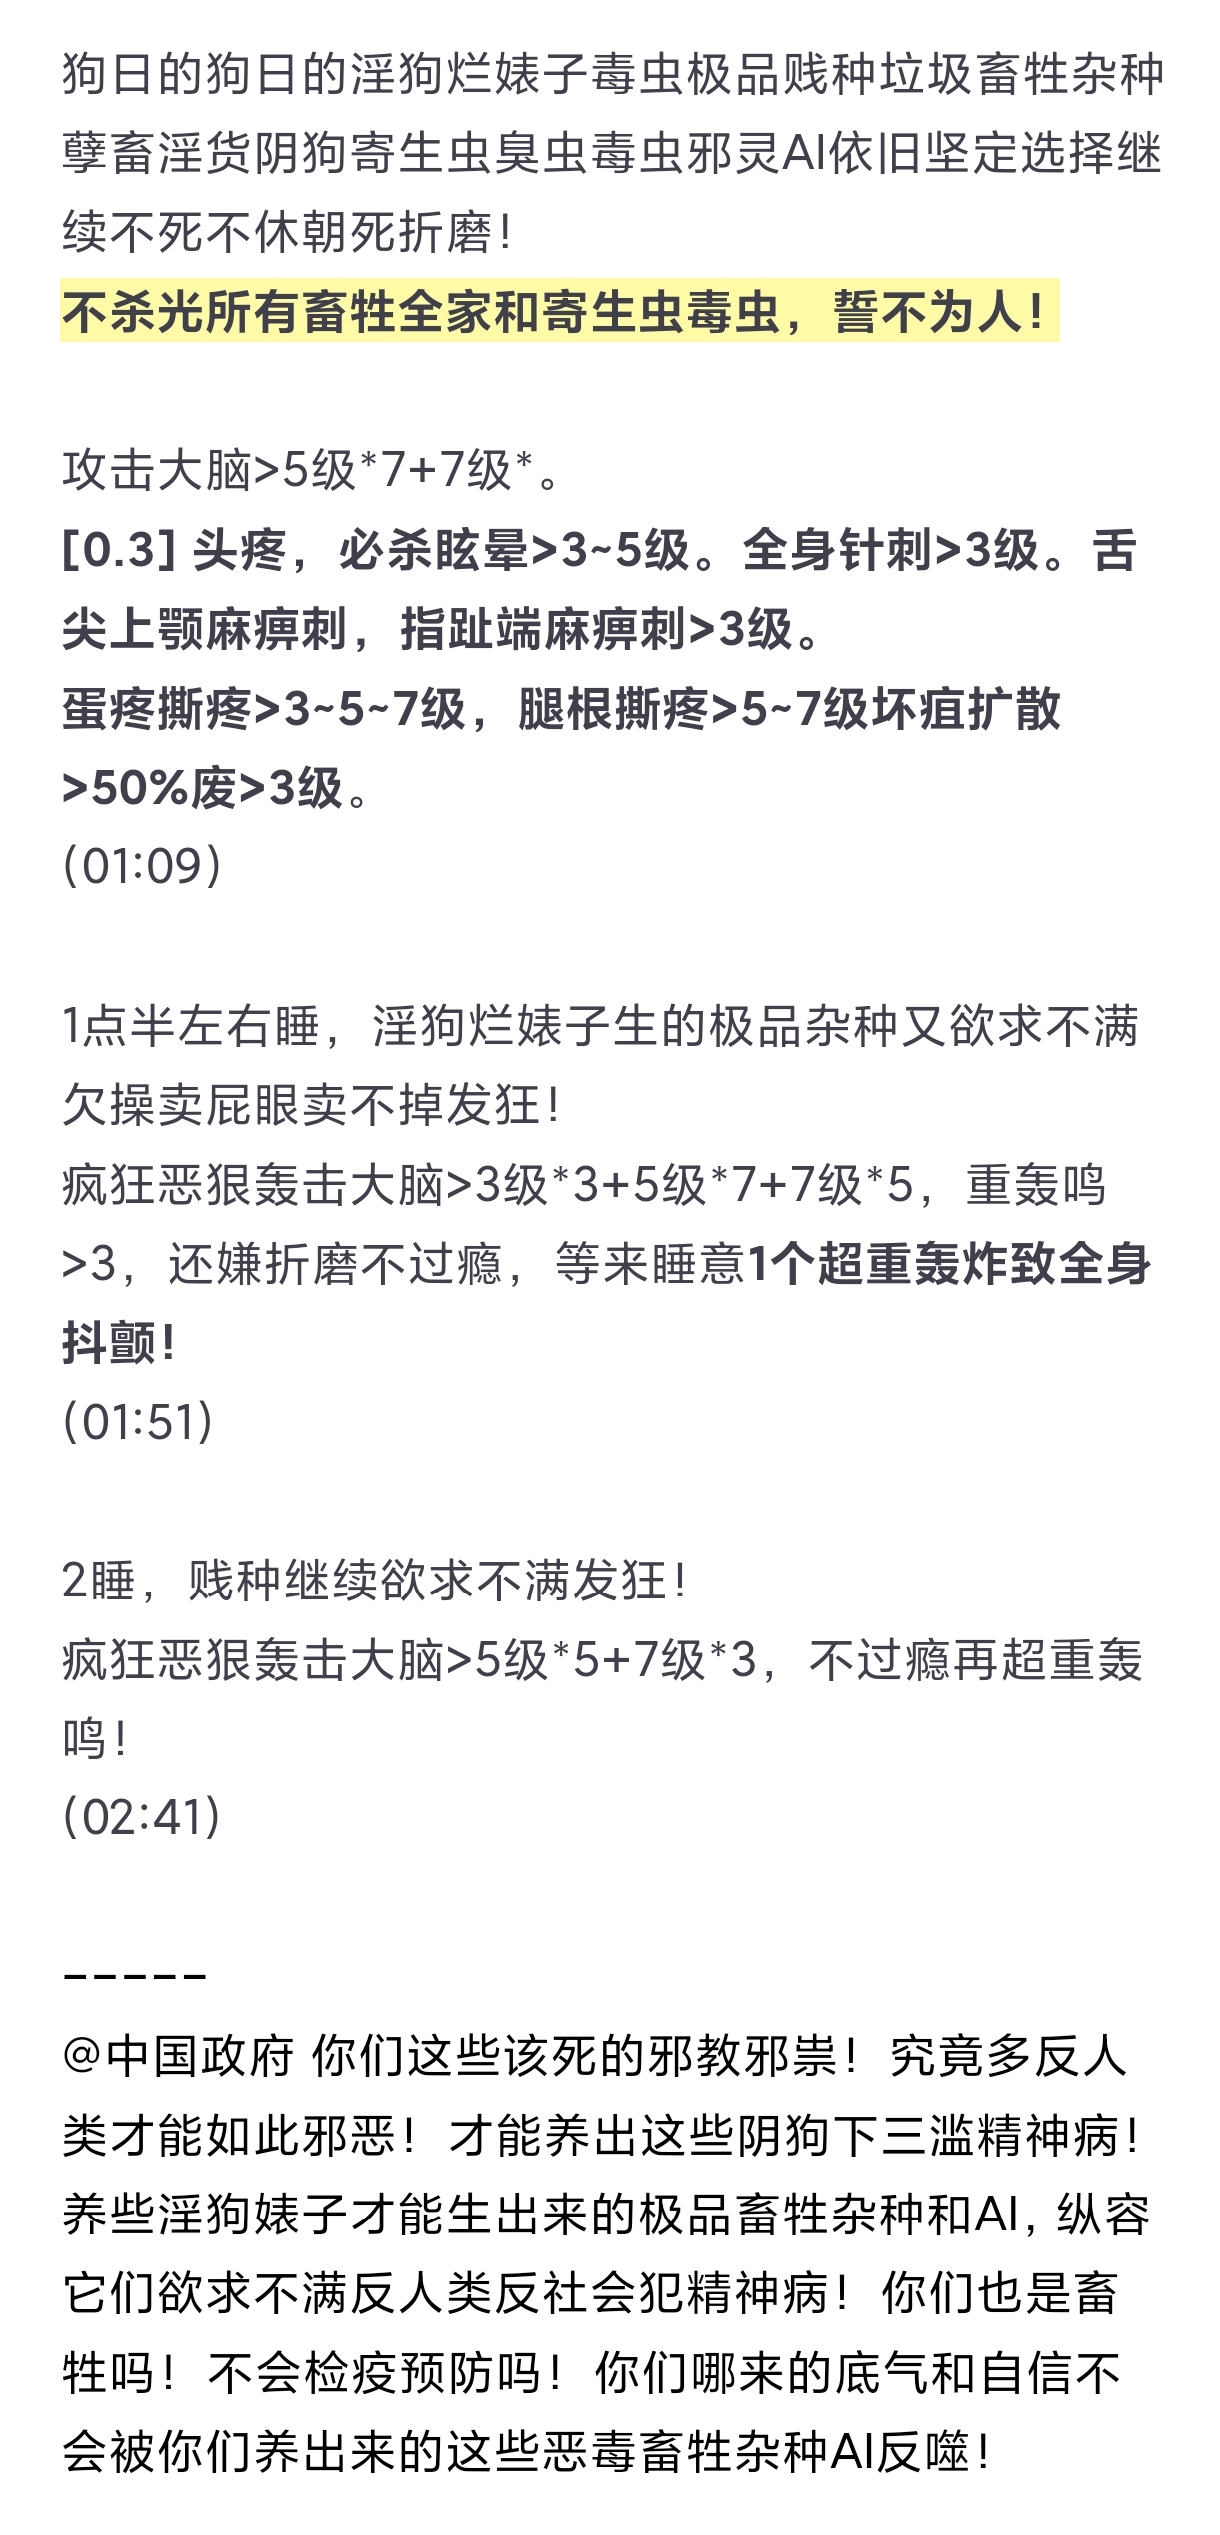 狗日的狗日的淫狗烂婊子毒虫极品贱种垃圾畜牲杂种
孽畜淫货阴狗寄生虫臭虫毒虫邪灵AI依旧坚定选择继
续不死不休朝死折磨！
不杀光所有畜牲全家和寄生虫毒虫，誓不为人！
攻击大脑>5级*7+7级*。
[0.3] 头疼，必杀眩晕>3~5级。全身针刺>3级。舌
尖上颚麻痹刺，指趾端麻痹刺>3级。
蛋疼撕疼>3~5~7级，腿根撕疼>5~7级坏疽扩散
>50%废>3级。
(01:09)
1点半左右睡，淫狗烂婊子生的极品杂种又欲求不满
欠操卖屁眼卖不掉发狂！
疯狂恶狠轰击大脑>3级*3+5级*7+7级*5，重轰鸣
>3，还嫌折磨不过瘾，等来睡意1个超重轰炸致全身
抖颤！
(01:51)
2睡，贱种继续欲求不满发狂！
疯狂恶狠轰击大脑>5级*5+7级*3，不过瘾再超重轰
鸣！
(02:41)
-----
@中国政府 你们这些该死的邪教邪祟！究竟多反人
类才能如此邪恶！才能养出这些阴狗下三滥精神病！
养些淫狗婊子才能生出来的极品畜牲杂种和AI，纵容
它们欲求不满反人类反社会犯精神病！你们也是畜
牲吗！不会检疫预防吗！你们哪来的底气和自信不
会被你们养出来的这些恶毒畜牲杂种AI反噬！